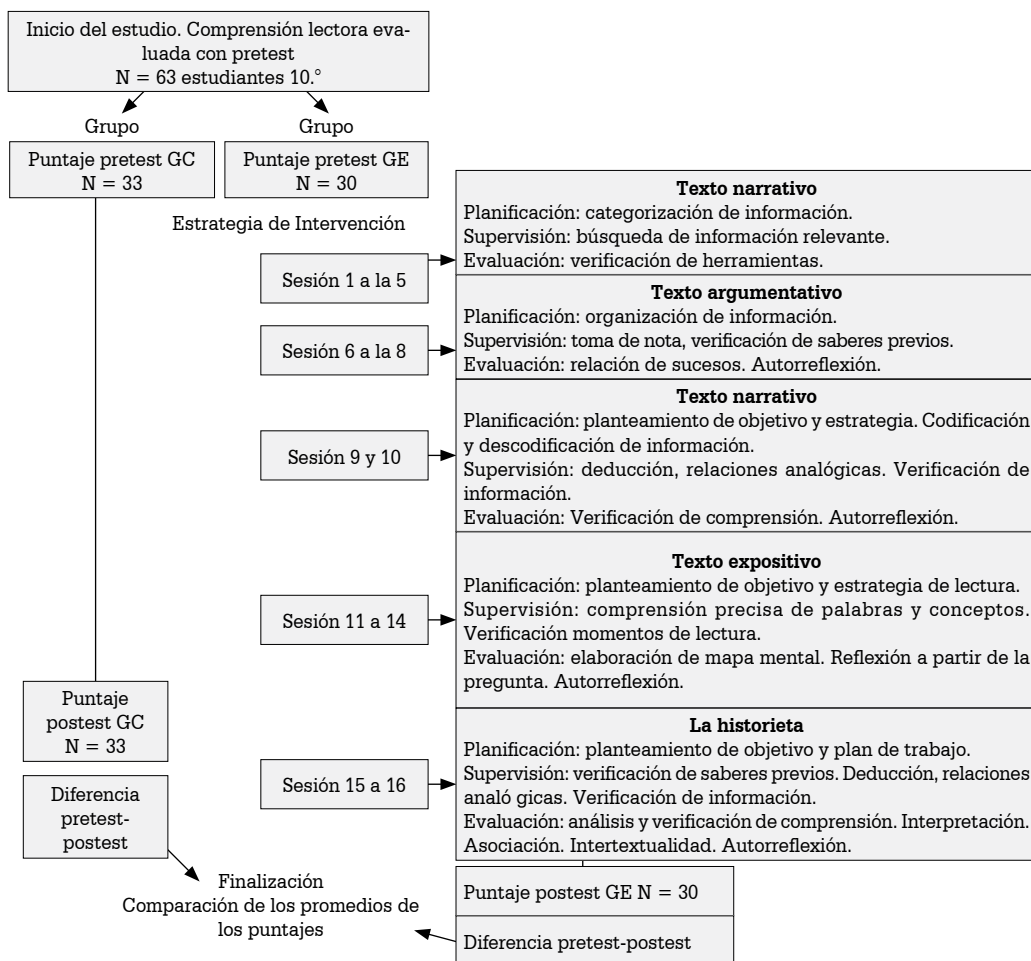 Inicio del estudio. Comprensión lectora eva-
luada con pretest
N = 63 estudiantes 10.°
Grupo
Grupo
Puntaje pretest GC
N = 33
Puntaje pretest GE
N = 30
Estrategia de Intervención
Sesión 1 a la 5
Texto narrativo
Planificación: categorización de información.
Supervisión: búsqueda de información relevante.
Evaluación: verificación de herramientas.
Sesión 6 a la 8
Texto argumentativo
Planificación: organización de información.
Supervisión: toma de nota, verificación de saberes previos.
Evaluación: relación de sucesos. Autorreflexión.
Sesión 9 y 10
Texto narrativo
Planificación: planteamiento de objetivo y estrategia. Codificación
y descodificación de información.
Supervisión: deducción, relaciones analógicas. Verificación de
información.
Evaluación: Verificación de comprensión. Autorreflexión.
Sesión 11 a 14
Texto expositivo
Planificación: planteamiento de objetivo y estrategia de lectura.
Supervisión: comprensión precisa de palabras y conceptos.
Verificación momentos de lectura.
Evaluación: elaboración de mapa mental. Reflexión a partir de la
pregunta. Autorreflexión.
Puntaje
postest GC
N = 33
Sesión 15 a 16
La historieta
Planificación: planteamiento de objetivo y plan de trabajo.
Supervisión: verificación de saberes previos. Deducción, relaciones
analó gicas. Verificación de información.
Evaluación: análisis y verificación de comprensión. Interpretación.
Asociación. Intertextualidad. Autorreflexión.
Diferencia
pretest-
postest
Puntaje postest GE N = 30
Diferencia pretest-postest
Finalización
Comparación de los promedios de
los puntajes